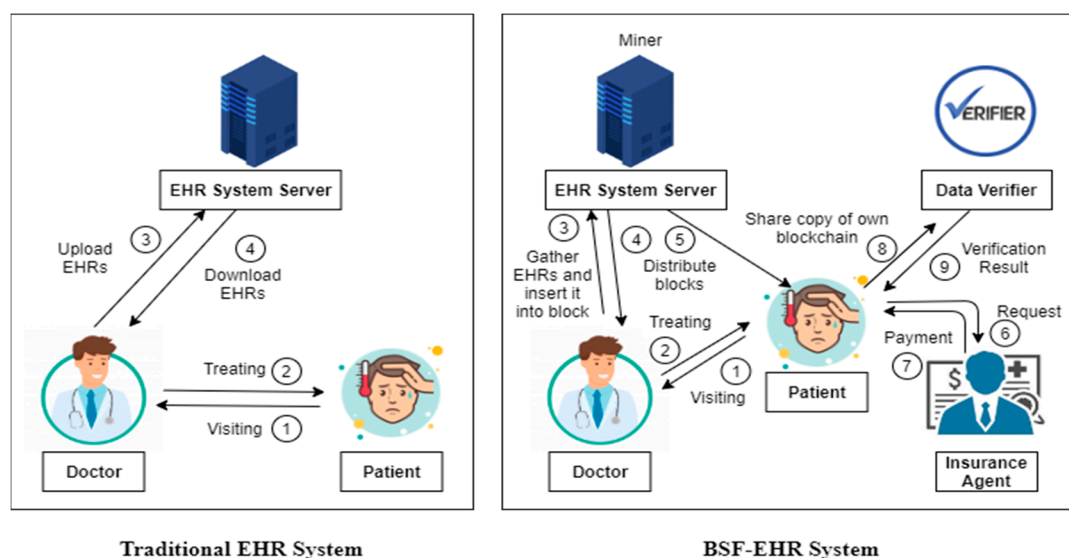 EHR System Server
Upload
EHRs
3
4
Download
EHRs
Treating 2
Visiting 1
Doctor
Patient
Traditional EHR System
Miner
VERIFIER
EHR System Server
Data Verifier
3
Gather
EHRs and
insert it
into block
4
5
Distribute
blocks
Share copy of own
blockchain
8
9
Verification
Result
Treating
2
1
Visiting
Request
6
Payment
7
$
Patient
Doctor
Insurance
Agent
BSF-EHR System